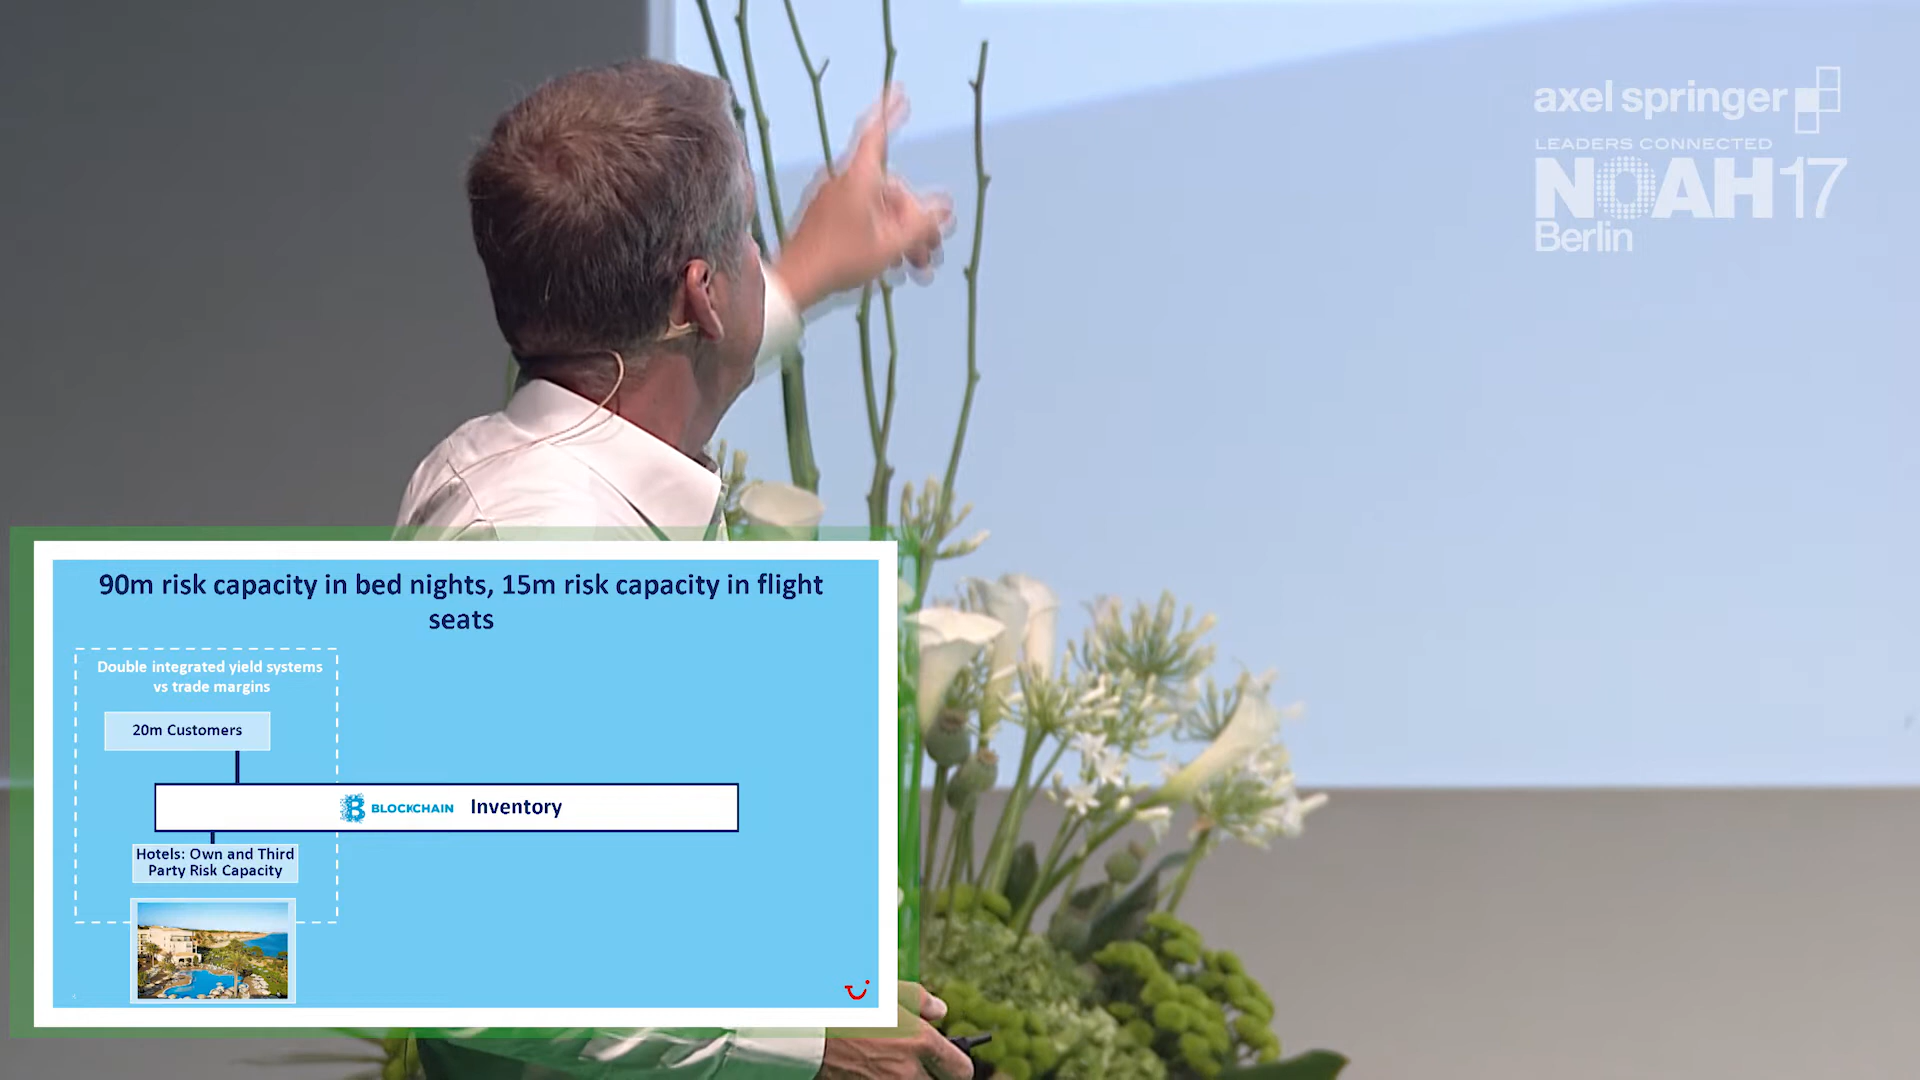 axel springer
LEADERS CONNECTED
NOAH17
Berlin
90m risk capacity in bed nights, 15m risk capacity in flight
seats
Double integrated yield systems
vs trade margins
20m Customers
BLOCKCHAIN Inventory
Hotels: Own and Third
Party Risk Capacity